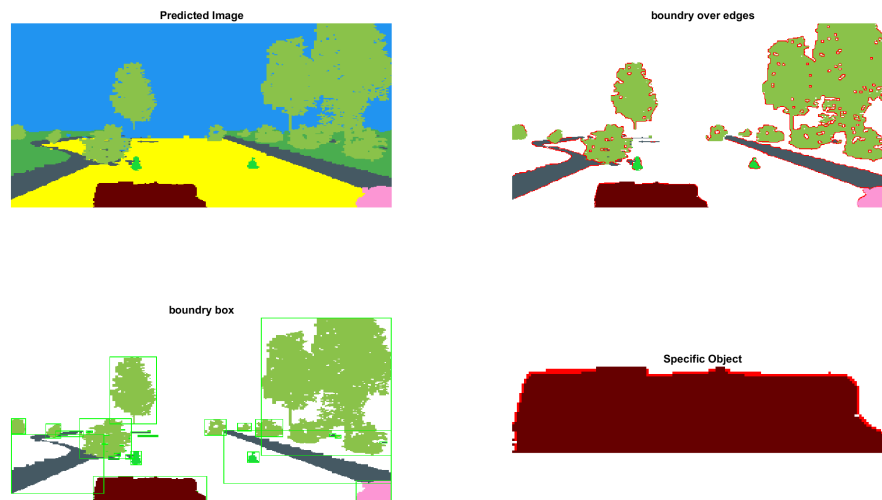 Predicted Image
boundry over edges
boundry box
Specific Object